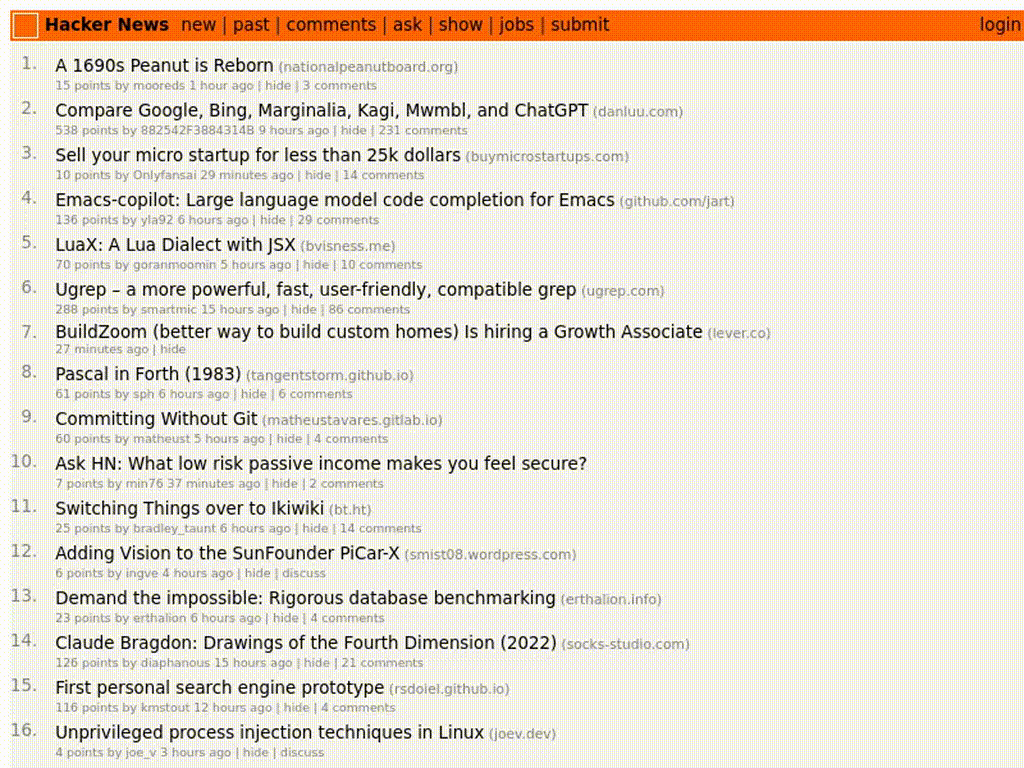 Hacker News new | past | comments | ask | show | jobs | submit login
1. A 1690s Peanut is Reborn (nationalpeanutboard.org)
15 points by mooreds 1 hour ago | hide | 3 comments
2. Compare Google, Bing, Marginalia, Kagi, Mwmbl, and ChatGPT (danluu.com)
538 points by 882542F3884314B 9 hours ago | hide | 231 comments
3. Sell your micro startup for less than 25k dollars (buymicrostartups.com)
10 points by Onlyfansai 29 minutes ago | hide | 14 comments
4. Emacs-copilot: Large language model code completion for Emacs (github.com/jart)
136 points by yla92 6 hours ago | hide | 29 comments
5. LuaX: A Lua Dialect with JSX (bvisness.me)
70 points by goranmoomin 5 hours ago | hide | 10 comments
6. Ugrep – a more powerful, fast, user-friendly, compatible grep (ugrep.com)
288 points by smartmic 15 hours ago | hide | 86 comments
7. BuildZoom (better way to build custom homes) Is hiring a Growth Associate (lever.co)
27 minutes ago | hide
8. Pascal in Forth (1983) (tangentstorm.github.io)
61 points by sph 6 hours ago | hide | 6 comments
9. Committing Without Git (matheustavares.gitlab.io)
60 points by matheust 5 hours ago | hide | 4 comments
10. Ask HN: What low risk passive income makes you feel secure?
7 points by min76 37 minutes ago | hide | 2 comments
11. Switching Things over to Ikiwiki (bt.ht)
25 points by bradley_taunt 6 hours ago | hide | 14 comments
12. Adding Vision to the SunFounder PiCar-X (smist08.wordpress.com)
6 points by ingve 4 hours ago | hide | discuss
13. Demand the impossible: Rigorous database benchmarking (erthalion.info)
23 points by erthalion 6 hours ago | hide | 4 comments
14. Claude Bragdon: Drawings of the Fourth Dimension (2022) (socks-studio.com)
126 points by diaphanous 15 hours ago | hide | 21 comments
15. First personal search engine prototype (rsdoiel.github.io)
116 points by kmstout 12 hours ago | hide | 4 comments
16. Unprivileged process injection techniques in Linux (joev.dev)
4 points by joe_v 3 hours ago | hide | discuss